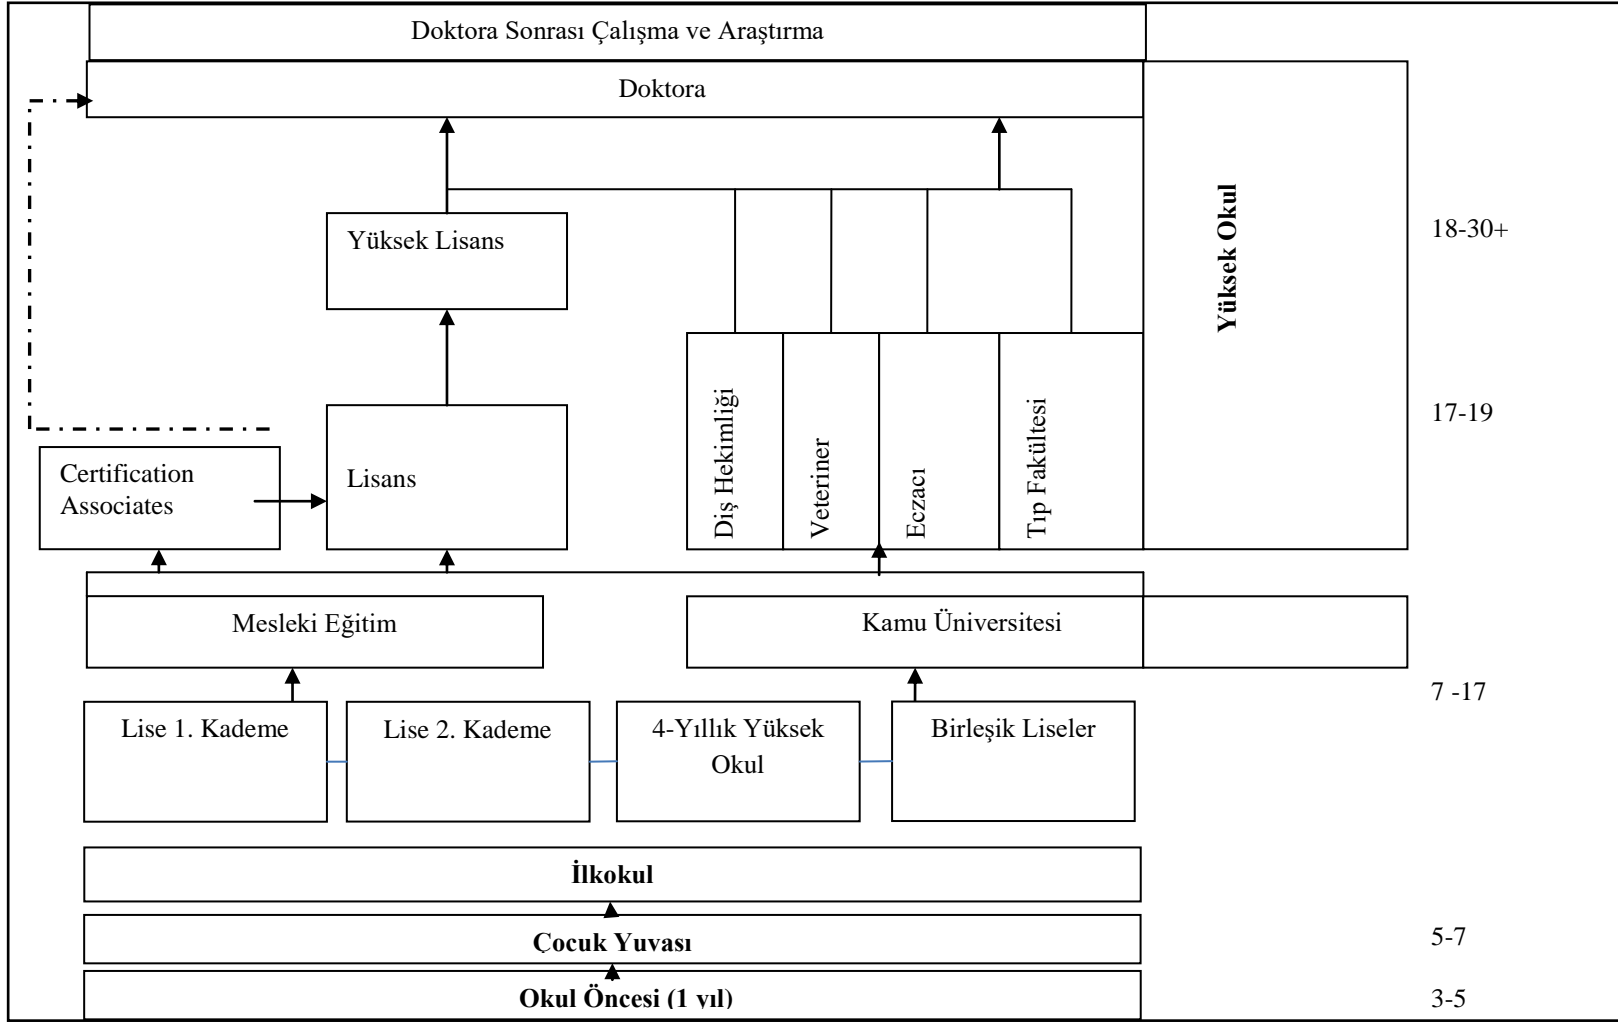 Doktora Sonrası Çalışma ve Araştırma
Doktora
Yüksek Okul
18-30+
Yüksek Lisans
17-19
Certification
Associates
Lisans
Diş Hekimliği
Veteriner
Eczacı
Tıp Fakültesi
Mesleki Eğitim
Kamu Üniversitesi
7 -17
Lise 1. Kademe
Lise 2. Kademe
4-Yıllık Yüksek
Okul
Birleşik Liseler
İlkokul
Çocuk Yuvası
5-7
Okul Öncesi (1 yıl)
3-5